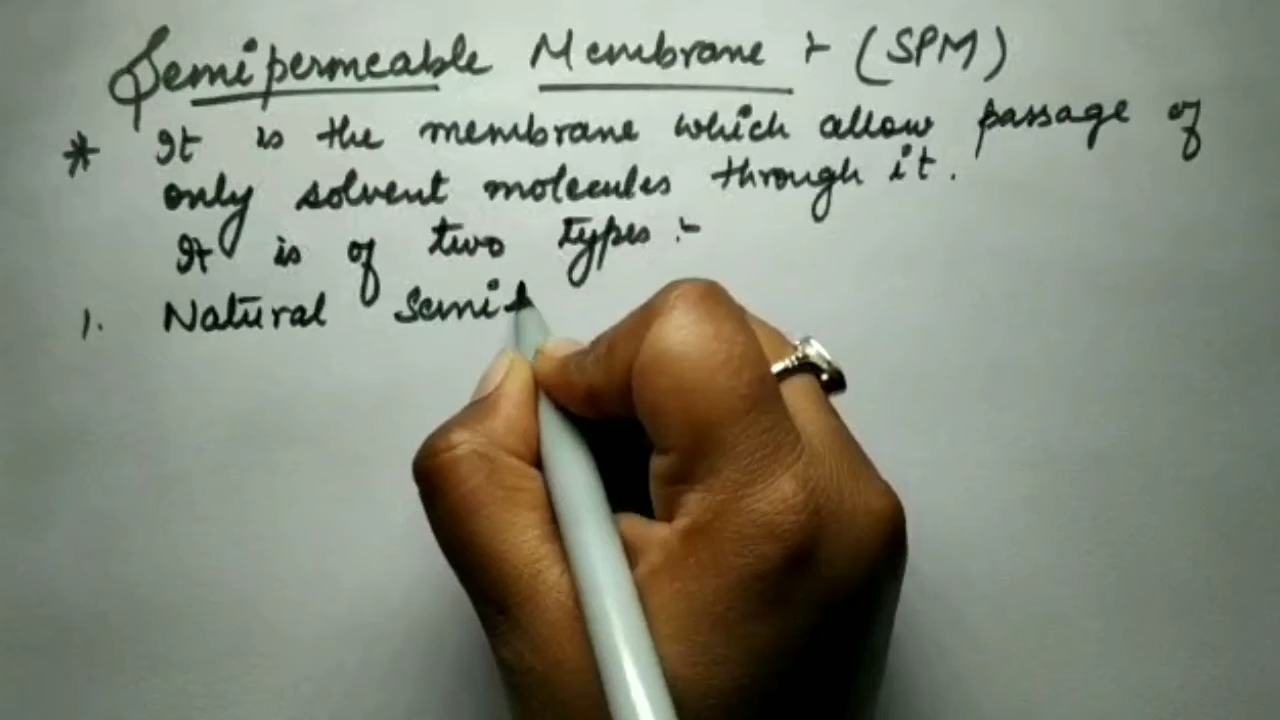 Semipermeable Membrane :- (SPM)
* It is the membrane which allow passage of
only solvent molecules through it.
It is of two types :-
1. Natural Semi